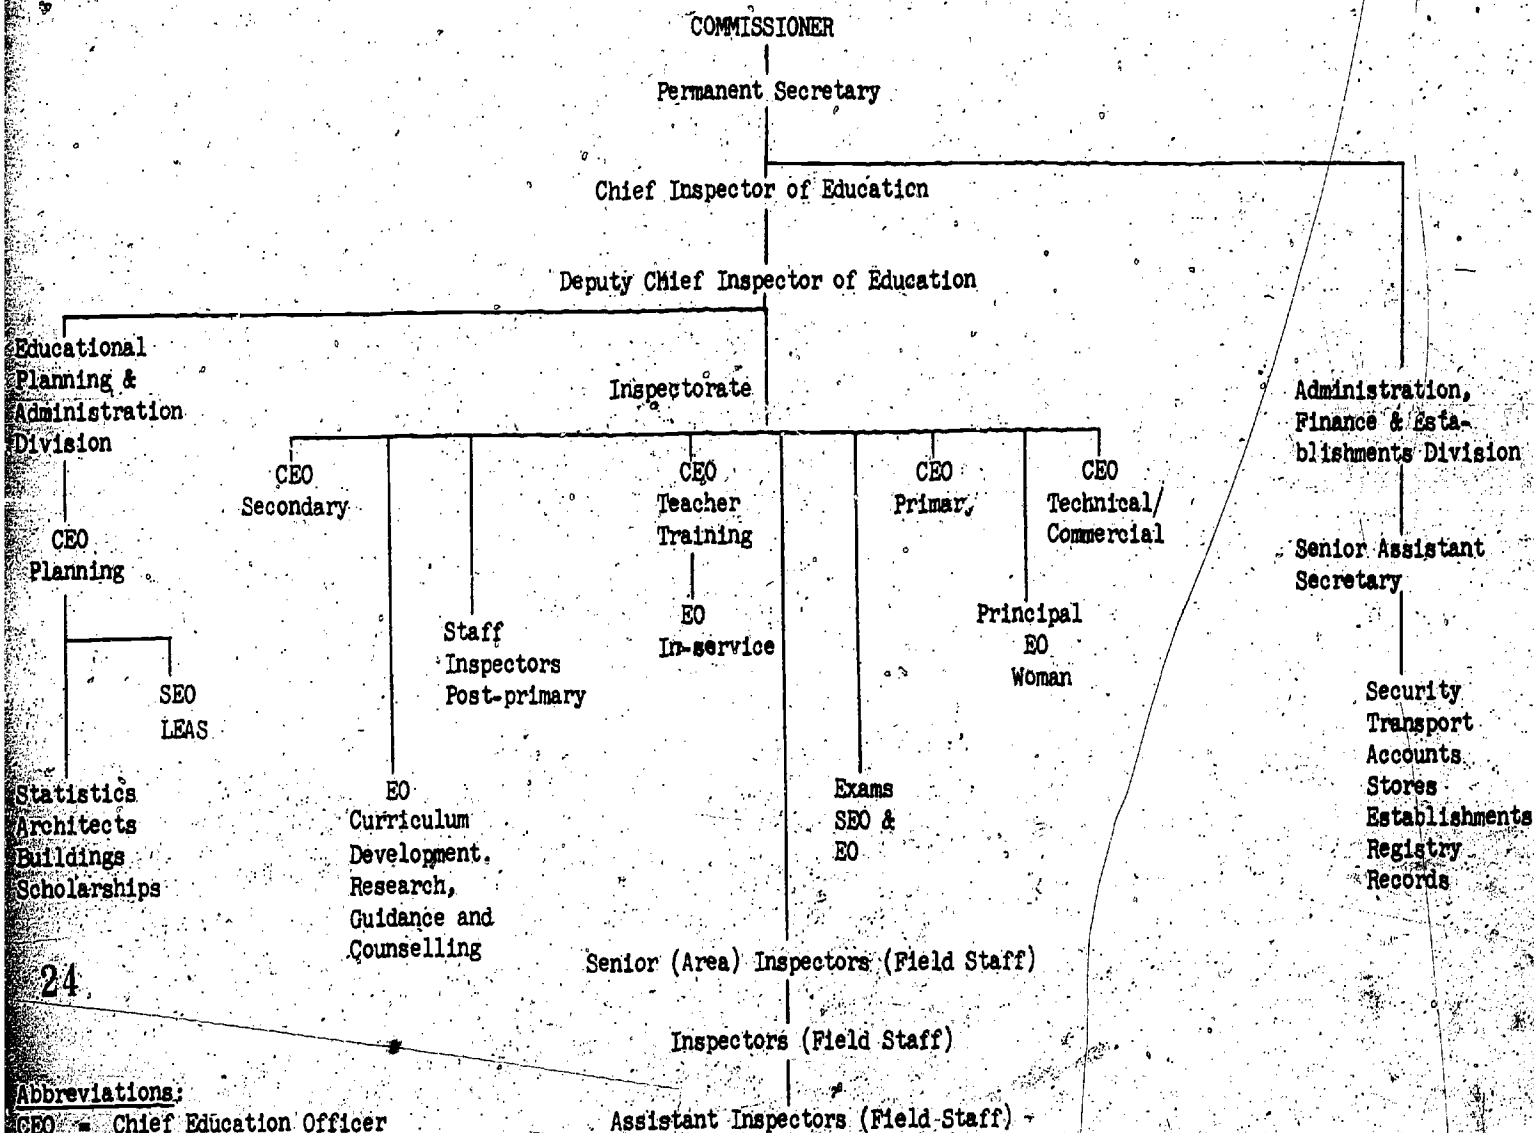 COMMISSIONER
Permanent Secretary
Chief Inspector of Education
Deputy Chief Inspector of Education
Educational
Planning &
Administration
Division
Inspectorate
Administration,
Finance & Esta-
blishments Division
CEO
Planning
SEO
LEAS
Statistics
Architects
Buildings
Scholarships
CEO
Secondary
EO
Curriculum
Development,
Research,
Guidance and
Counselling
Staff
Inspectors
Post-primary
CEO
Teacher
Training
EO
In-service
Exams
SEO &
EO
CEO
Primary
Principal
EO
Woman
CEO
Technical/
Commercial
Senior Assistant
Secretary
Security
Transport
Accounts
Stores
Establishments
Registry
Records
Senior (Area) Inspectors (Field Staff)
Inspectors (Field Staff)
Assistant Inspectors (Field Staff)
24
Abbreviations:
CEO = Chief Education Officer